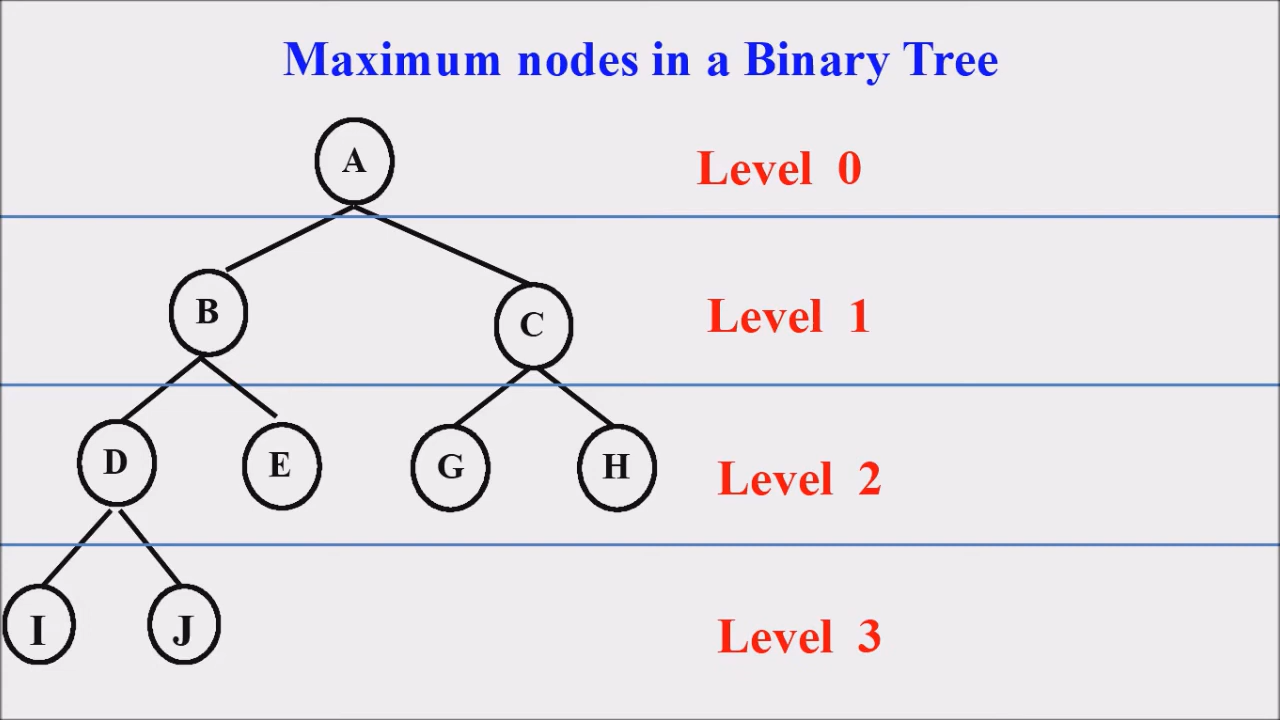 Maximum nodes in a Binary Tree
A
Level 0
B
C
Level 1
D
E
G
H
Level 2
I
J
Level 3